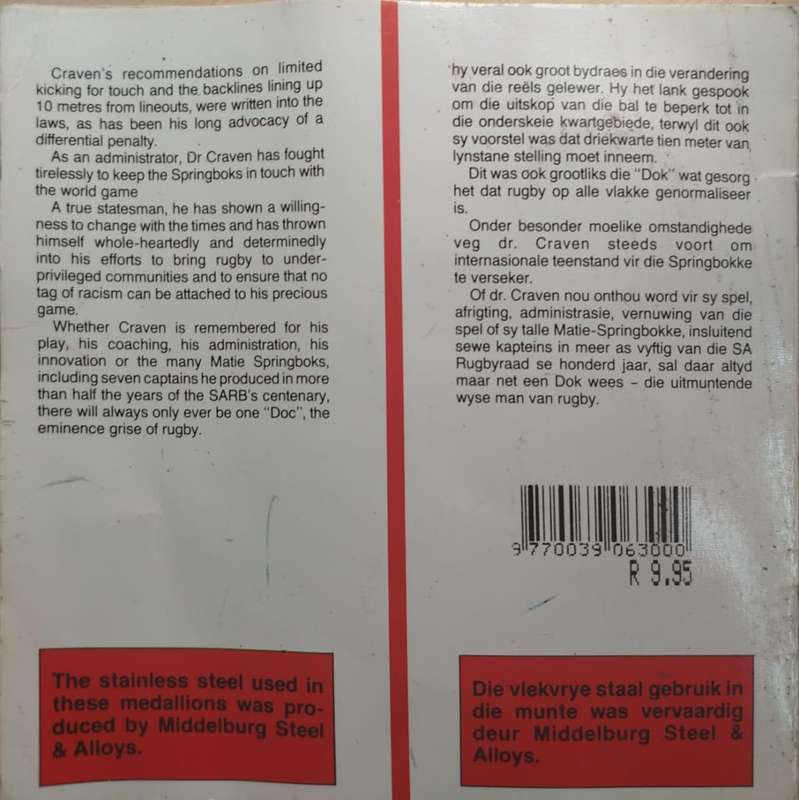 Craven's recommendations on limited
kicking for touch and the backlines lining up
10 metres from lineouts, were written into the
laws, as has been his long advocacy of a
differential penalty.
As an administrator, Dr Craven has fought
tirelessly to keep the Springboks in touch with
the world game
A true statesman, he has shown a willing-
ness to change with the times and has thrown
himself whole-heartedly and determinedly
into his efforts to bring rugby to under-
privileged communities and to ensure that no
tag of racism can be attached to his precious
game.
Whether Craven is remembered for his
play, his coaching, his administration, his
innovation or the many Matie Springboks,
including seven captains he produced in more
than half the years of the SARB's centenary,
there will always only ever be one "Doc", the
eminence grise of rugby.
The stainless steel used in
these medallions was pro-
duced by Middelburg Steel
& Alloys.
hy veral ook groot bydraes in die verandering
van die reëls gelewer. Hy het lank gespook
om die uitskop van die bal te beperk tot in
die onderskeie kwartgebiede, terwyl dit ook
sy voorstel was dat driekwarte tien meter van
lynstane stelling moet inneem.
Dit was ook grootliks die "Dok" wat gesorg
het dat rugby op alle vlakke genormaliseer
is.
Onder besonder moelike omstandighede
veg dr. Craven steeds voort om
internasionale teenstand vir die Springbokke
te verseker.
Of dr. Craven nou onthou word vir sy spel,
afrigting, administrasie, vernuwing van die
spel of sy talle Matie-Springbokke, insluitend
sewe kapteins in meer as vyftig van die SA
Rugbyraad se honderd jaar, sal daar altyd
maar net een Dok wees – die uitmuntende
wyse man van rugby.
9 770039 063000
R 9.95
Die vlekvrye staal gebruik in
die munte was vervaardig
deur Middelburg Steel &
Alloys.